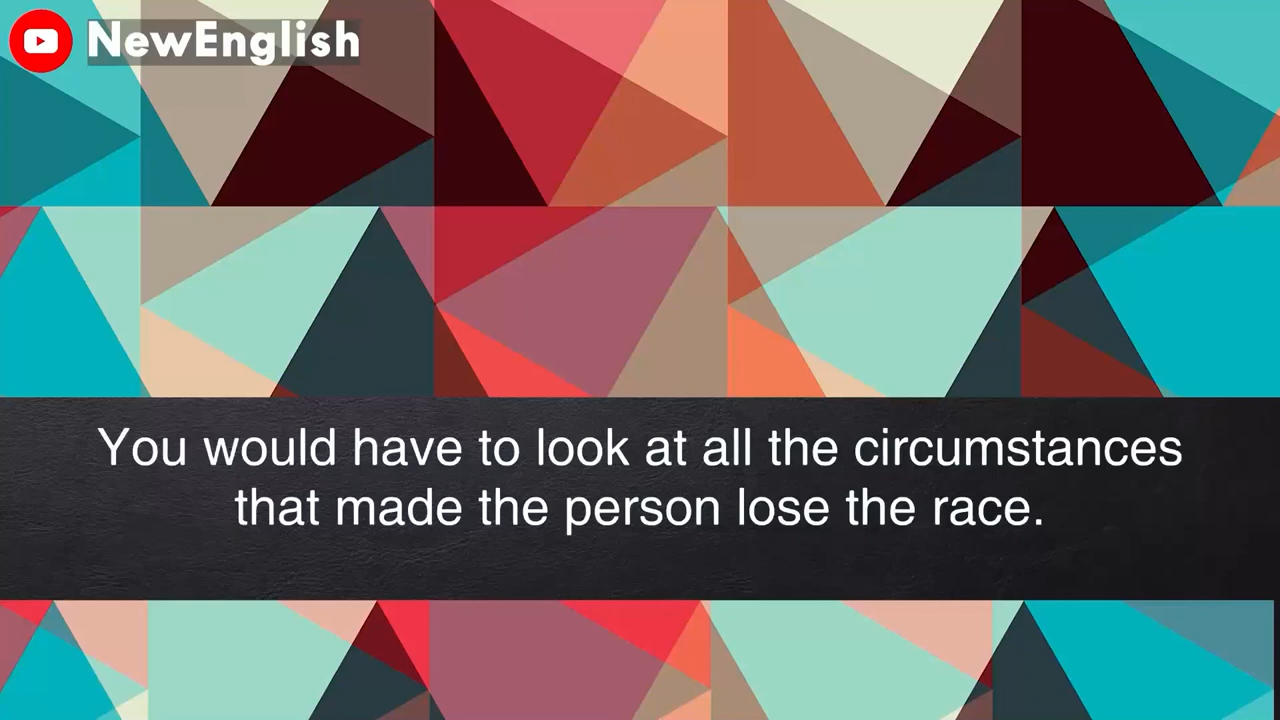 NewEnglish
You would have to look at all the circumstances
that made the person lose the race.